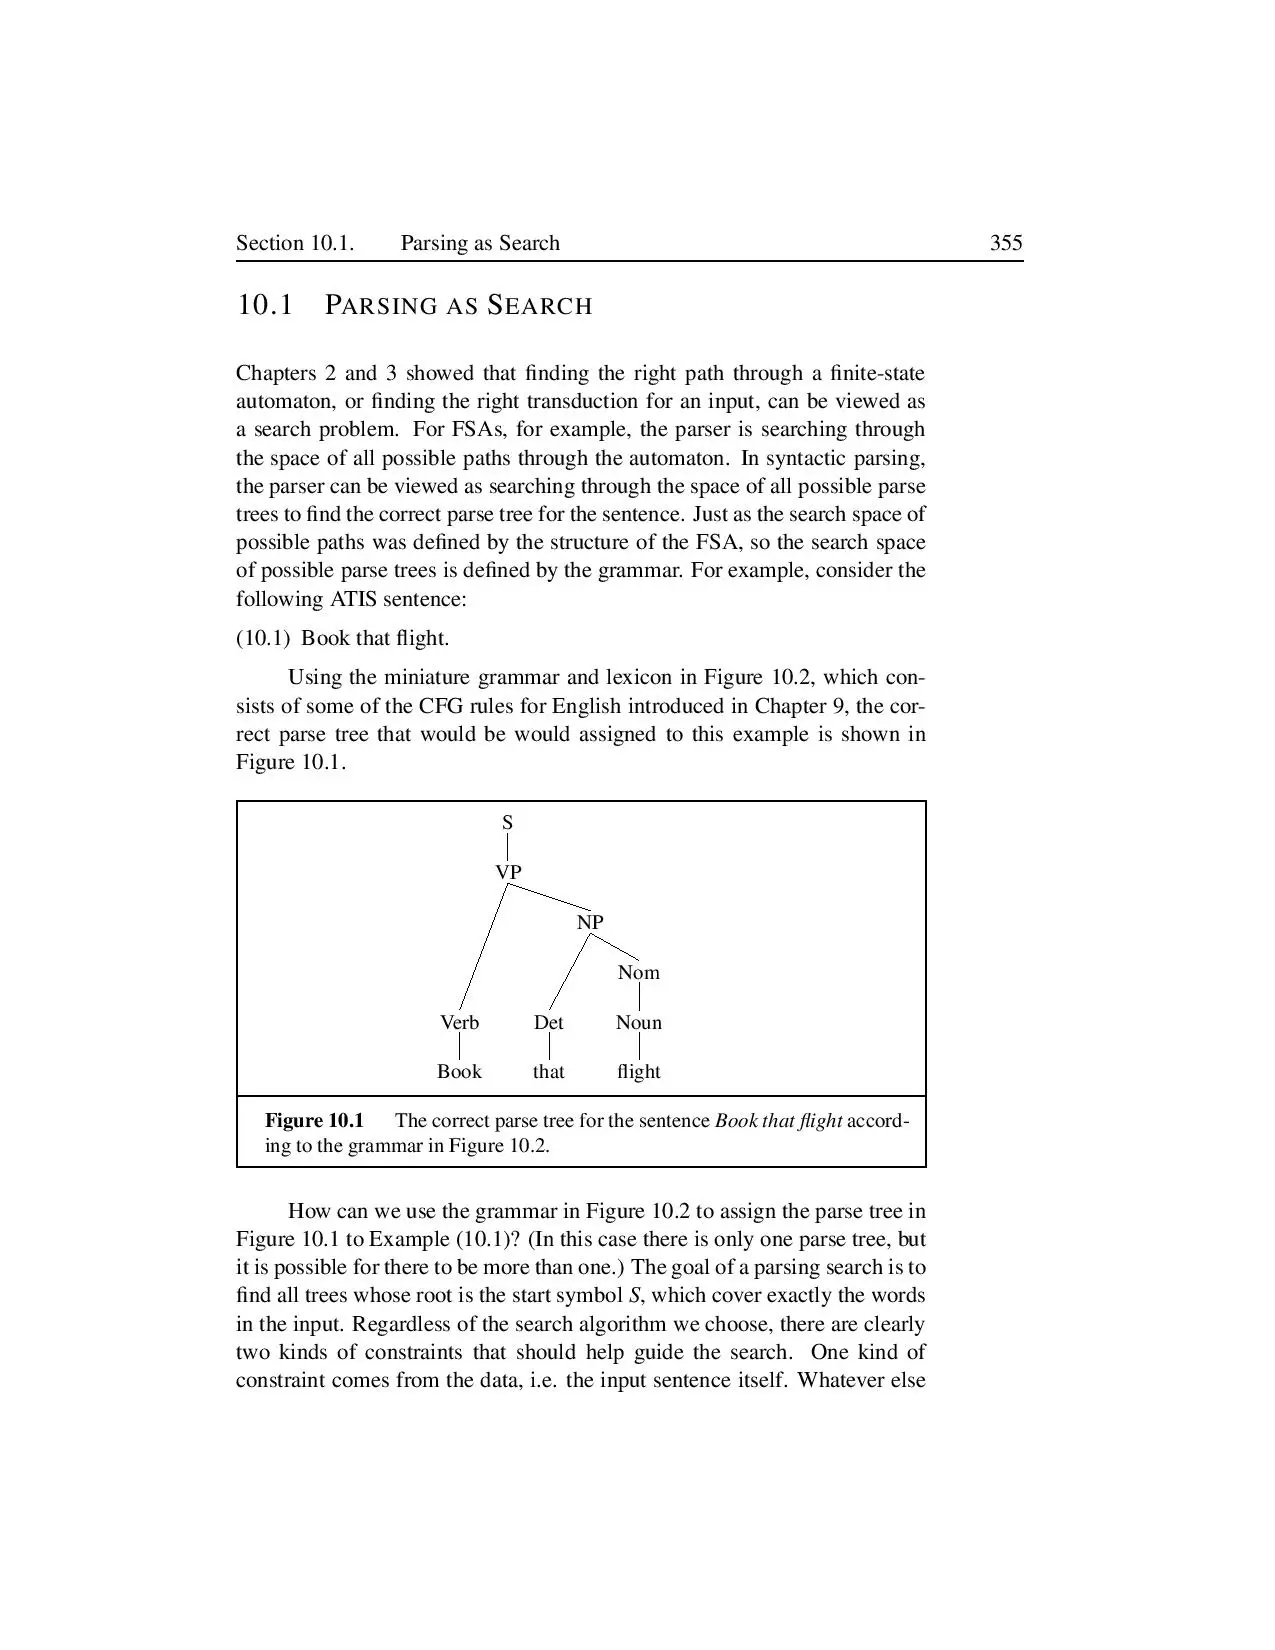 Section 10.1. Parsing as Search 355
10.1 PARSING AS SEARCH
Chapters 2 and 3 showed that finding the right path through a finite-state
automaton, or finding the right transduction for an input, can be viewed as
a search problem. For FSAs, for example, the parser is searching through
the space of all possible paths through the automaton. In syntactic parsing,
the parser can be viewed as searching through the space of all possible parse
trees to find the correct parse tree for the sentence. Just as the search space of
possible paths was defined by the structure of the FSA, so the search space
of possible parse trees is defined by the grammar. For example, consider the
following ATIS sentence:
(10.1) Book that flight.
Using the miniature grammar and lexicon in Figure 10.2, which con-
sists of some of the CFG rules for English introduced in Chapter 9, the cor-
rect parse tree that would be would assigned to this example is shown in
Figure 10.1.
S
VP
NP
Nom
Verb Det Noun
Book that flight
Figure 10.1 The correct parse tree for the sentence Book that flight accord-
ing to the grammar in Figure 10.2.
How can we use the grammar in Figure 10.2 to assign the parse tree in
Figure 10.1 to Example (10.1)? (In this case there is only one parse tree, but
it is possible for there to be more than one.) The goal of a parsing search is to
find all trees whose root is the start symbol S, which cover exactly the words
in the input. Regardless of the search algorithm we choose, there are clearly
two kinds of constraints that should help guide the search. One kind of
constraint comes from the data, i.e. the input sentence itself. Whatever else